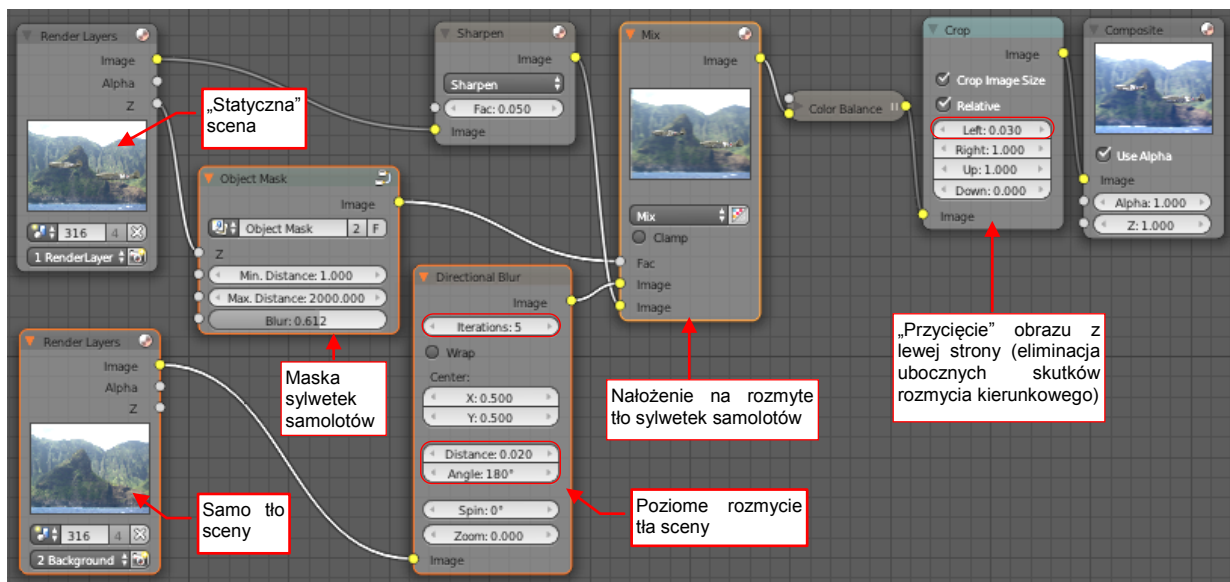 Render Layers
Image
Alpha
Z
„Statyczna”
scena
316
4
1 RenderLayer
Object Mask
Image
Object Mask
2
F
Z
Min. Distance: 1.000
Max. Distance: 2000.000
Blur: 0.612
Maska
sylwetek
samolotów
Render Layers
Image
Alpha
Z
316
4
2 Background
Samo tło
sceny
Sharpen
Image
Sharpen
Fac: 0.050
Image
Directional Blur
Image
Iterations: 5
Wrap
Center:
X: 0.500
Y: 0.500
Distance: 0.020
Angle: 180°
Spin: 0°
Zoom: 0.000
Image
Poziome rozmycie
tła sceny
Mix
Image
Mix
Clamp
Fac
Image
Image
Nałożenie na rozmyte
tło sylwetek samolotów
Color Balance
Crop
Image
Crop Image Size
Relative
Left: 0.030
Right: 1.000
Up: 1.000
Down: 0.000
Image
„Przycięcie” obrazu z
lewej strony (eliminacja
ubocznych skutków
rozmycia kierunkowego)
Composite
Use Alpha
Image
Alpha: 1.000
Z: 1.000